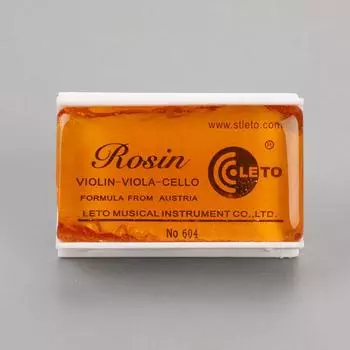 www.stleto.com
Rosin
LETO
®
VIOLIN-VIOLA-CELLO
FORMULA FROM AUSTRIA
LETO MUSICAL INSTRUMENT CO.,LTD.
No 604